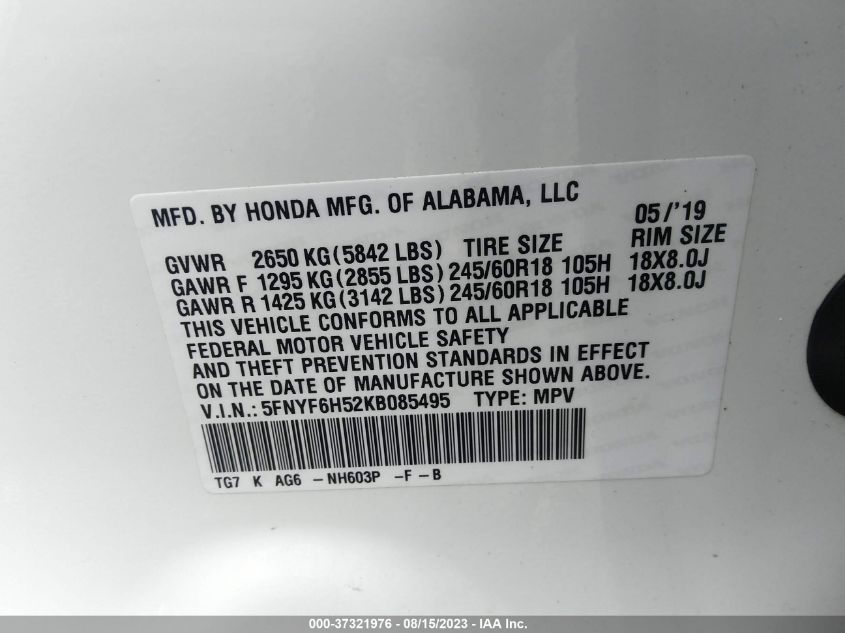 MFD. BY HONDA MFG. OF ALABAMA, LLC 05/'19
GVWR 2650 KG(5842 LBS) TIRE SIZE RIM SIZE
GAWR F 1295 KG(2855 LBS) 245/60R18 105H 18X8.0J
GAWR R 1425 KG(3142 LBS) 245/60R18 105H 18X8.0J
THIS VEHICLE CONFORMS TO ALL APPLICABLE
FEDERAL MOTOR VEHICLE SAFETY
AND THEFT PREVENTION STANDARDS IN EFFECT
ON THE DATE OF MANUFACTURE SHOWN ABOVE.
V.I.N.: 5FNYF6H52KB085495 TYPE: MPV
TG7 K AG6 -NH603P -F-B
000-37321976 - 08/15/2023 - IAA Inc.